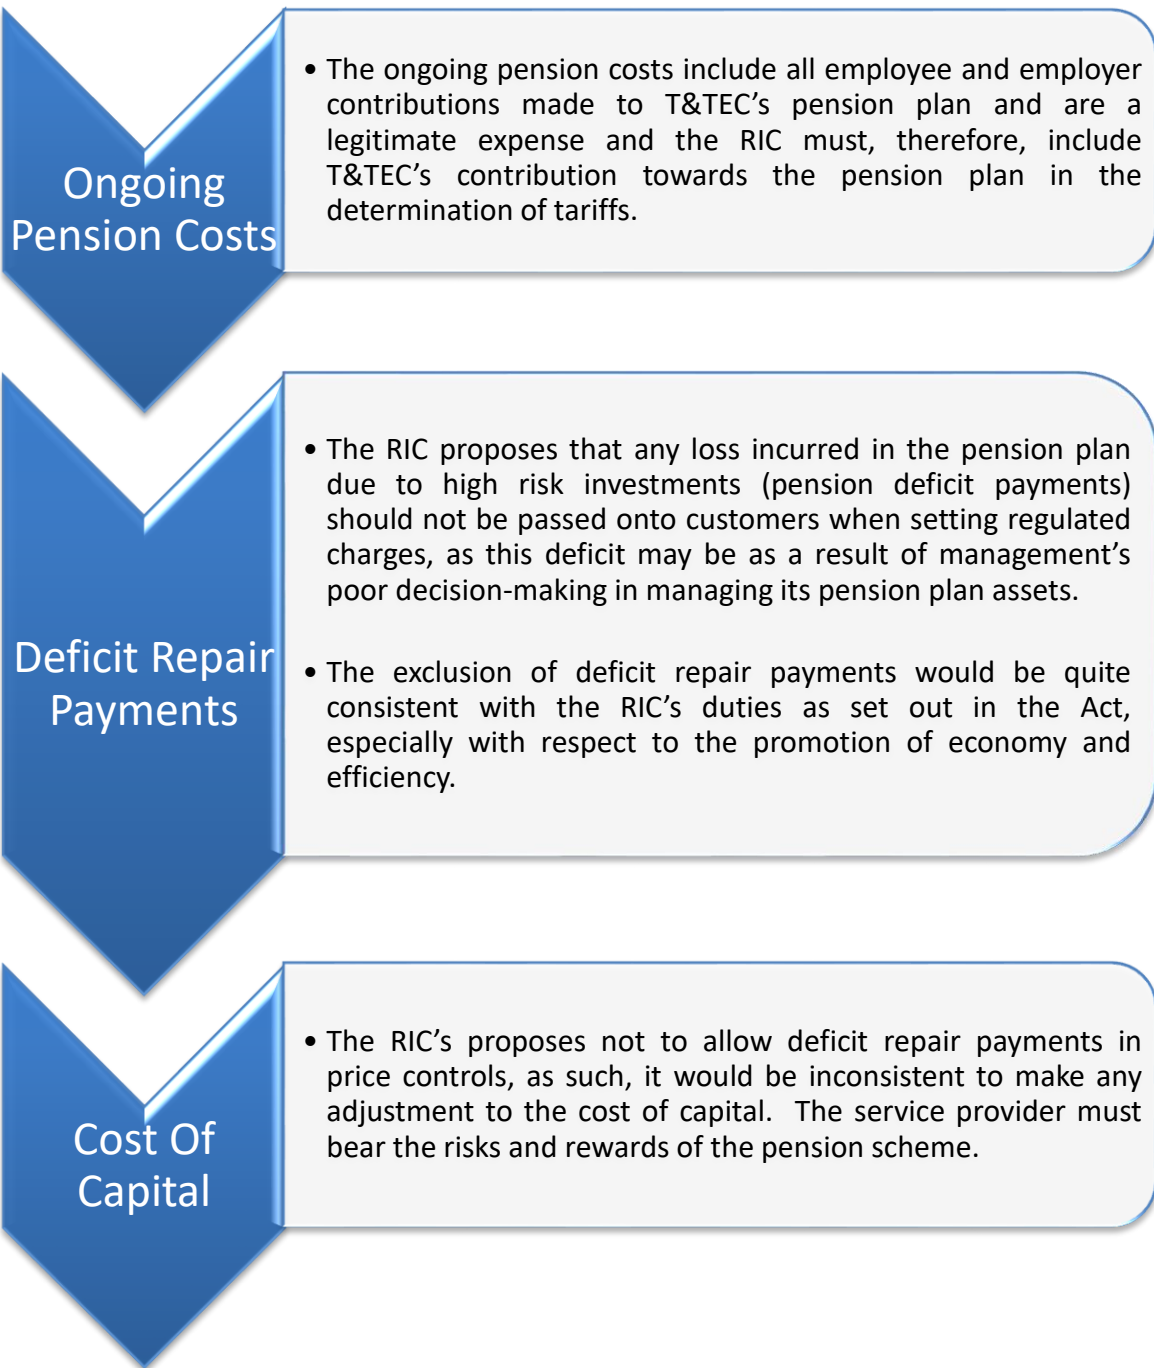 Ongoing
Pension Costs
• The ongoing pension costs include all employee and employer
contributions made to T&TEC’s pension plan and are a
legitimate expense and the RIC must, therefore, include
T&TEC’s contribution towards the pension plan in the
determination of tariffs.
Deficit Repair
Payments
• The RIC proposes that any loss incurred in the pension plan
due to high risk investments (pension deficit payments)
should not be passed onto customers when setting regulated
charges, as this deficit may be as a result of management’s
poor decision-making in managing its pension plan assets.
• The exclusion of deficit repair payments would be quite
consistent with the RIC’s duties as set out in the Act,
especially with respect to the promotion of economy and
efficiency.
Cost Of
Capital
• The RIC’s proposes not to allow deficit repair payments in
price controls, as such, it would be inconsistent to make any
adjustment to the cost of capital.  The service provider must
bear the risks and rewards of the pension scheme.